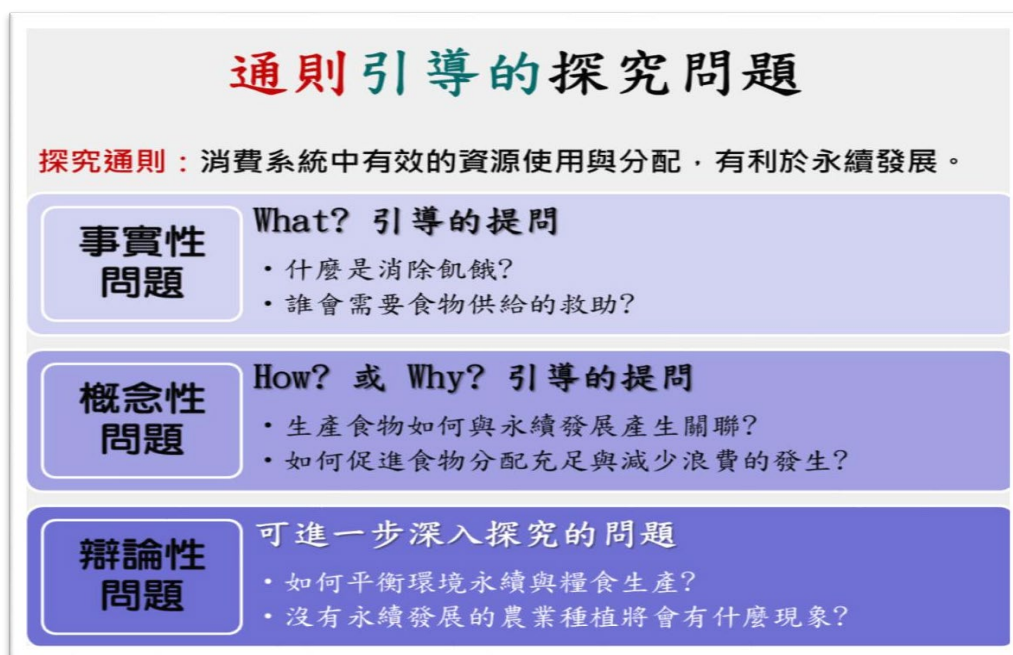 通則引導的探究問題
探究通則：消費系統中有效的資源使用與分配，有利於永續發展。
事實性
問題
What? 引導的提問
・什麼是消除飢餓?
・誰會需要食物供給的救助?
概念性
問題
How? 或 Why? 引導的提問
・生產食物如何與永續發展產生關聯?
・如何促進食物分配充足與減少浪費的發生?
辯論性
問題
可進一步深入探究的問題
・如何平衡環境永續與糧食生產?
・沒有永續發展的農業種植將會有什麼現象?